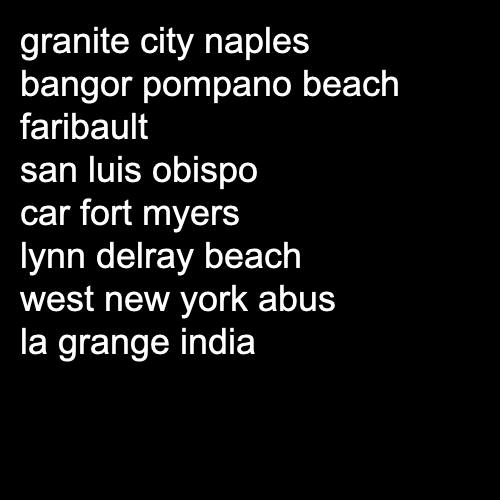 granite city naples
bangor pompano beach
faribault
san luis obispo
car fort myers
lynn delray beach
west new york abus
la grange india